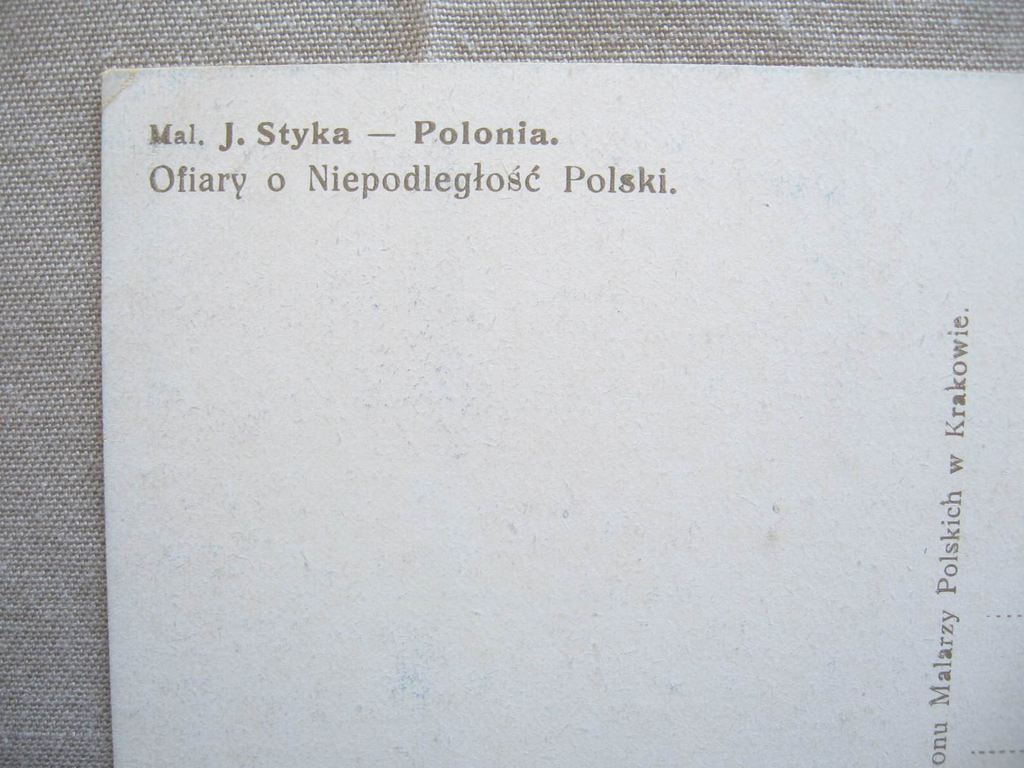 Mal. J. Styka — Polonia.
Ofiary o Niepodległość Polski.
onu Malarzy Polskich w Krakowie.